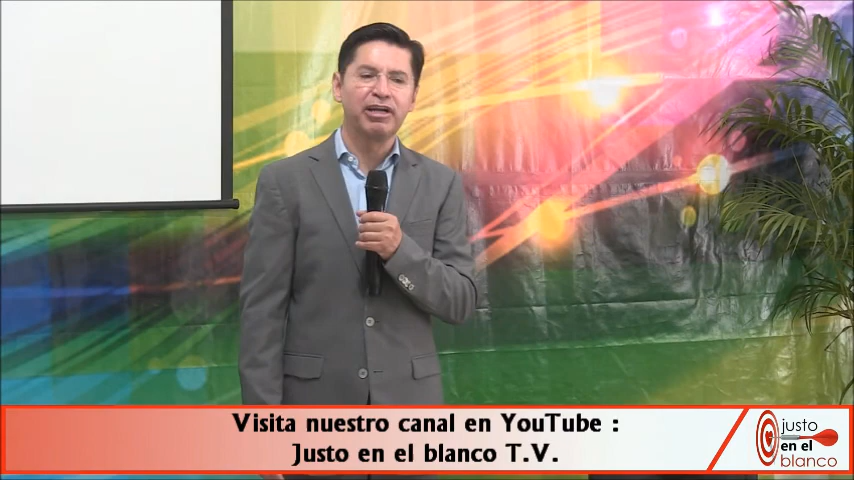 Visita nuestro canal en YouTube :
Justo en el blanco T.V.
justo
en el
blanco